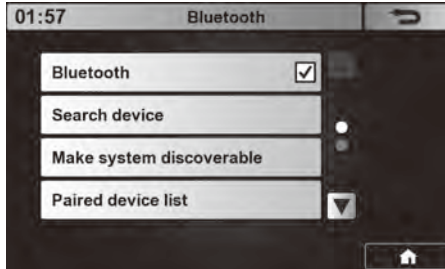 01:57 Bluetooth
Bluetooth
Search device
Make system discoverable
Paired device list